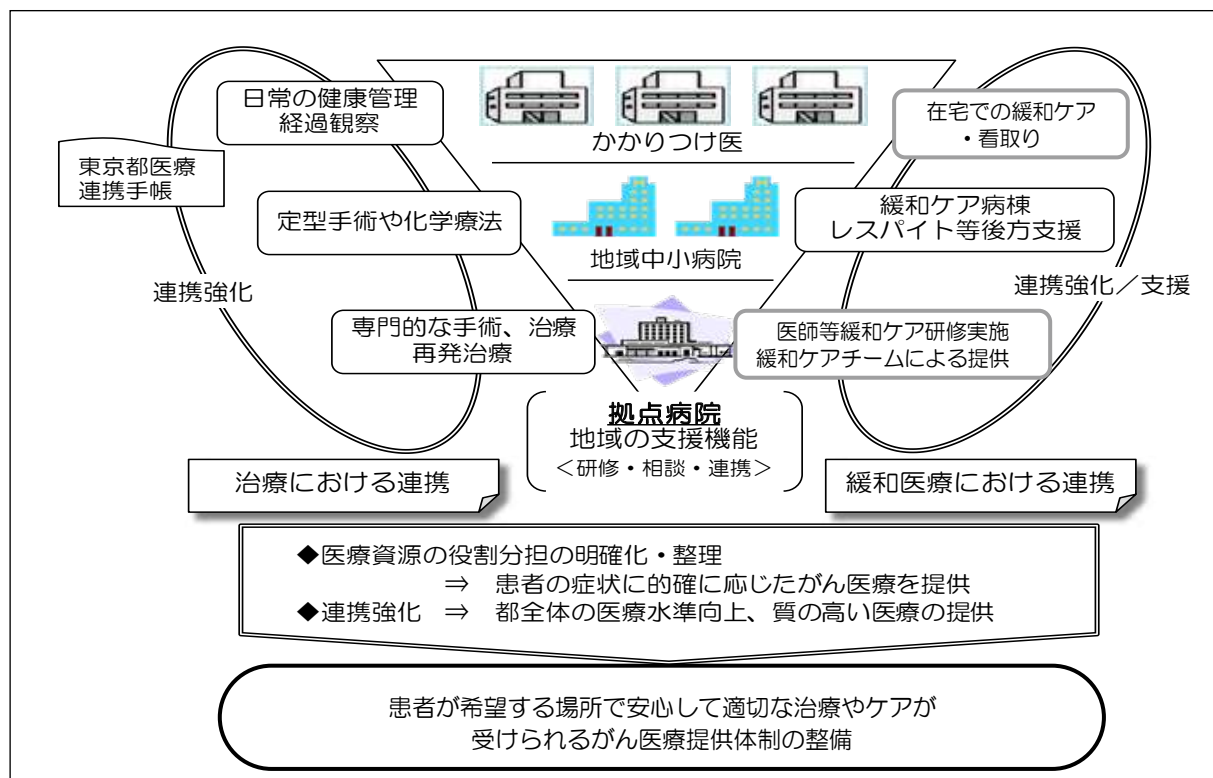 日常の健康管理
経過観察
かかりつけ医
在宅での緩和ケア
・看取り
東京都医療
連携手帳
定型手術や化学療法
地域中小病院
緩和ケア病棟
レスパイト等後方支援
連携強化
連携強化／支援
専門的な手術、治療
再発治療
医師等緩和ケア研修実施
緩和ケアチームによる提供
拠点病院
地域の支援機能
＜研修・相談・連携＞
治療における連携
緩和医療における連携
◆医療資源の役割分担の明確化・整理
⇒　患者の症状に的確に応じたがん医療を提供
◆連携強化　⇒　都全体の医療水準向上、質の高い医療の提供
患者が希望する場所で安心して適切な治療やケアが
受けられるがん医療提供体制の整備